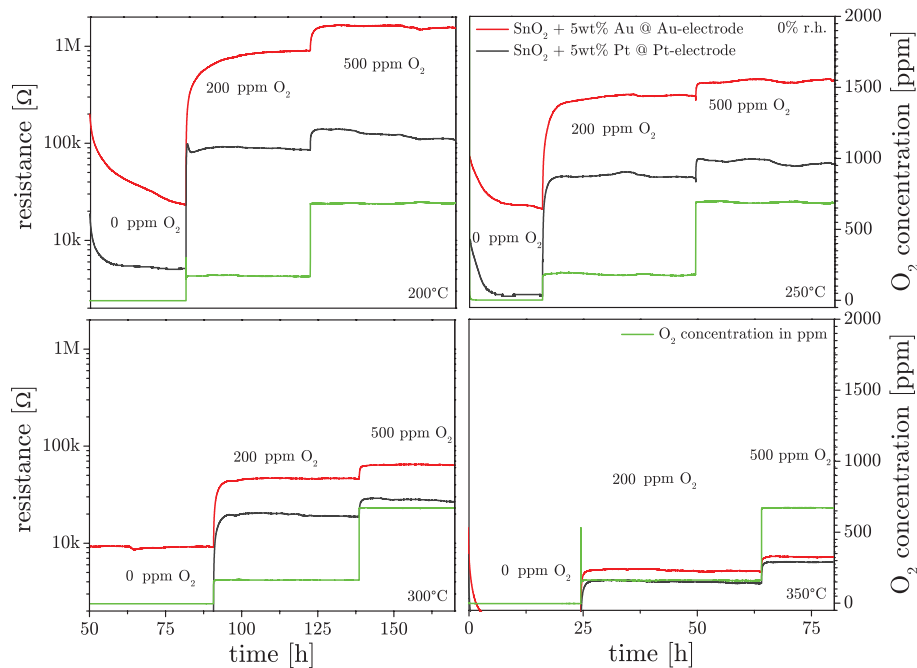 1M
100k
10k
resistance [Ω]
200 ppm O₂
500 ppm O₂
0 ppm O₂
200°C
SnO₂ + 5wt% Au @ Au-electrode
0% r.h.
SnO₂ + 5wt% Pt @ Pt-electrode
500 ppm O₂
200 ppm O₂
0 ppm O₂
250°C
2000
1500
1000
500
0
O₂ concentration [ppm]
1M
100k
10k
resistance [Ω]
500 ppm O₂
200 ppm O₂
0 ppm O₂
300°C
50
75
100
125
150
time [h]
O₂ concentration in ppm
500 ppm O₂
200 ppm O₂
0 ppm O₂
350°C
0
25
50
75
time [h]
2000
1500
1000
500
0
O₂ concentration [ppm]